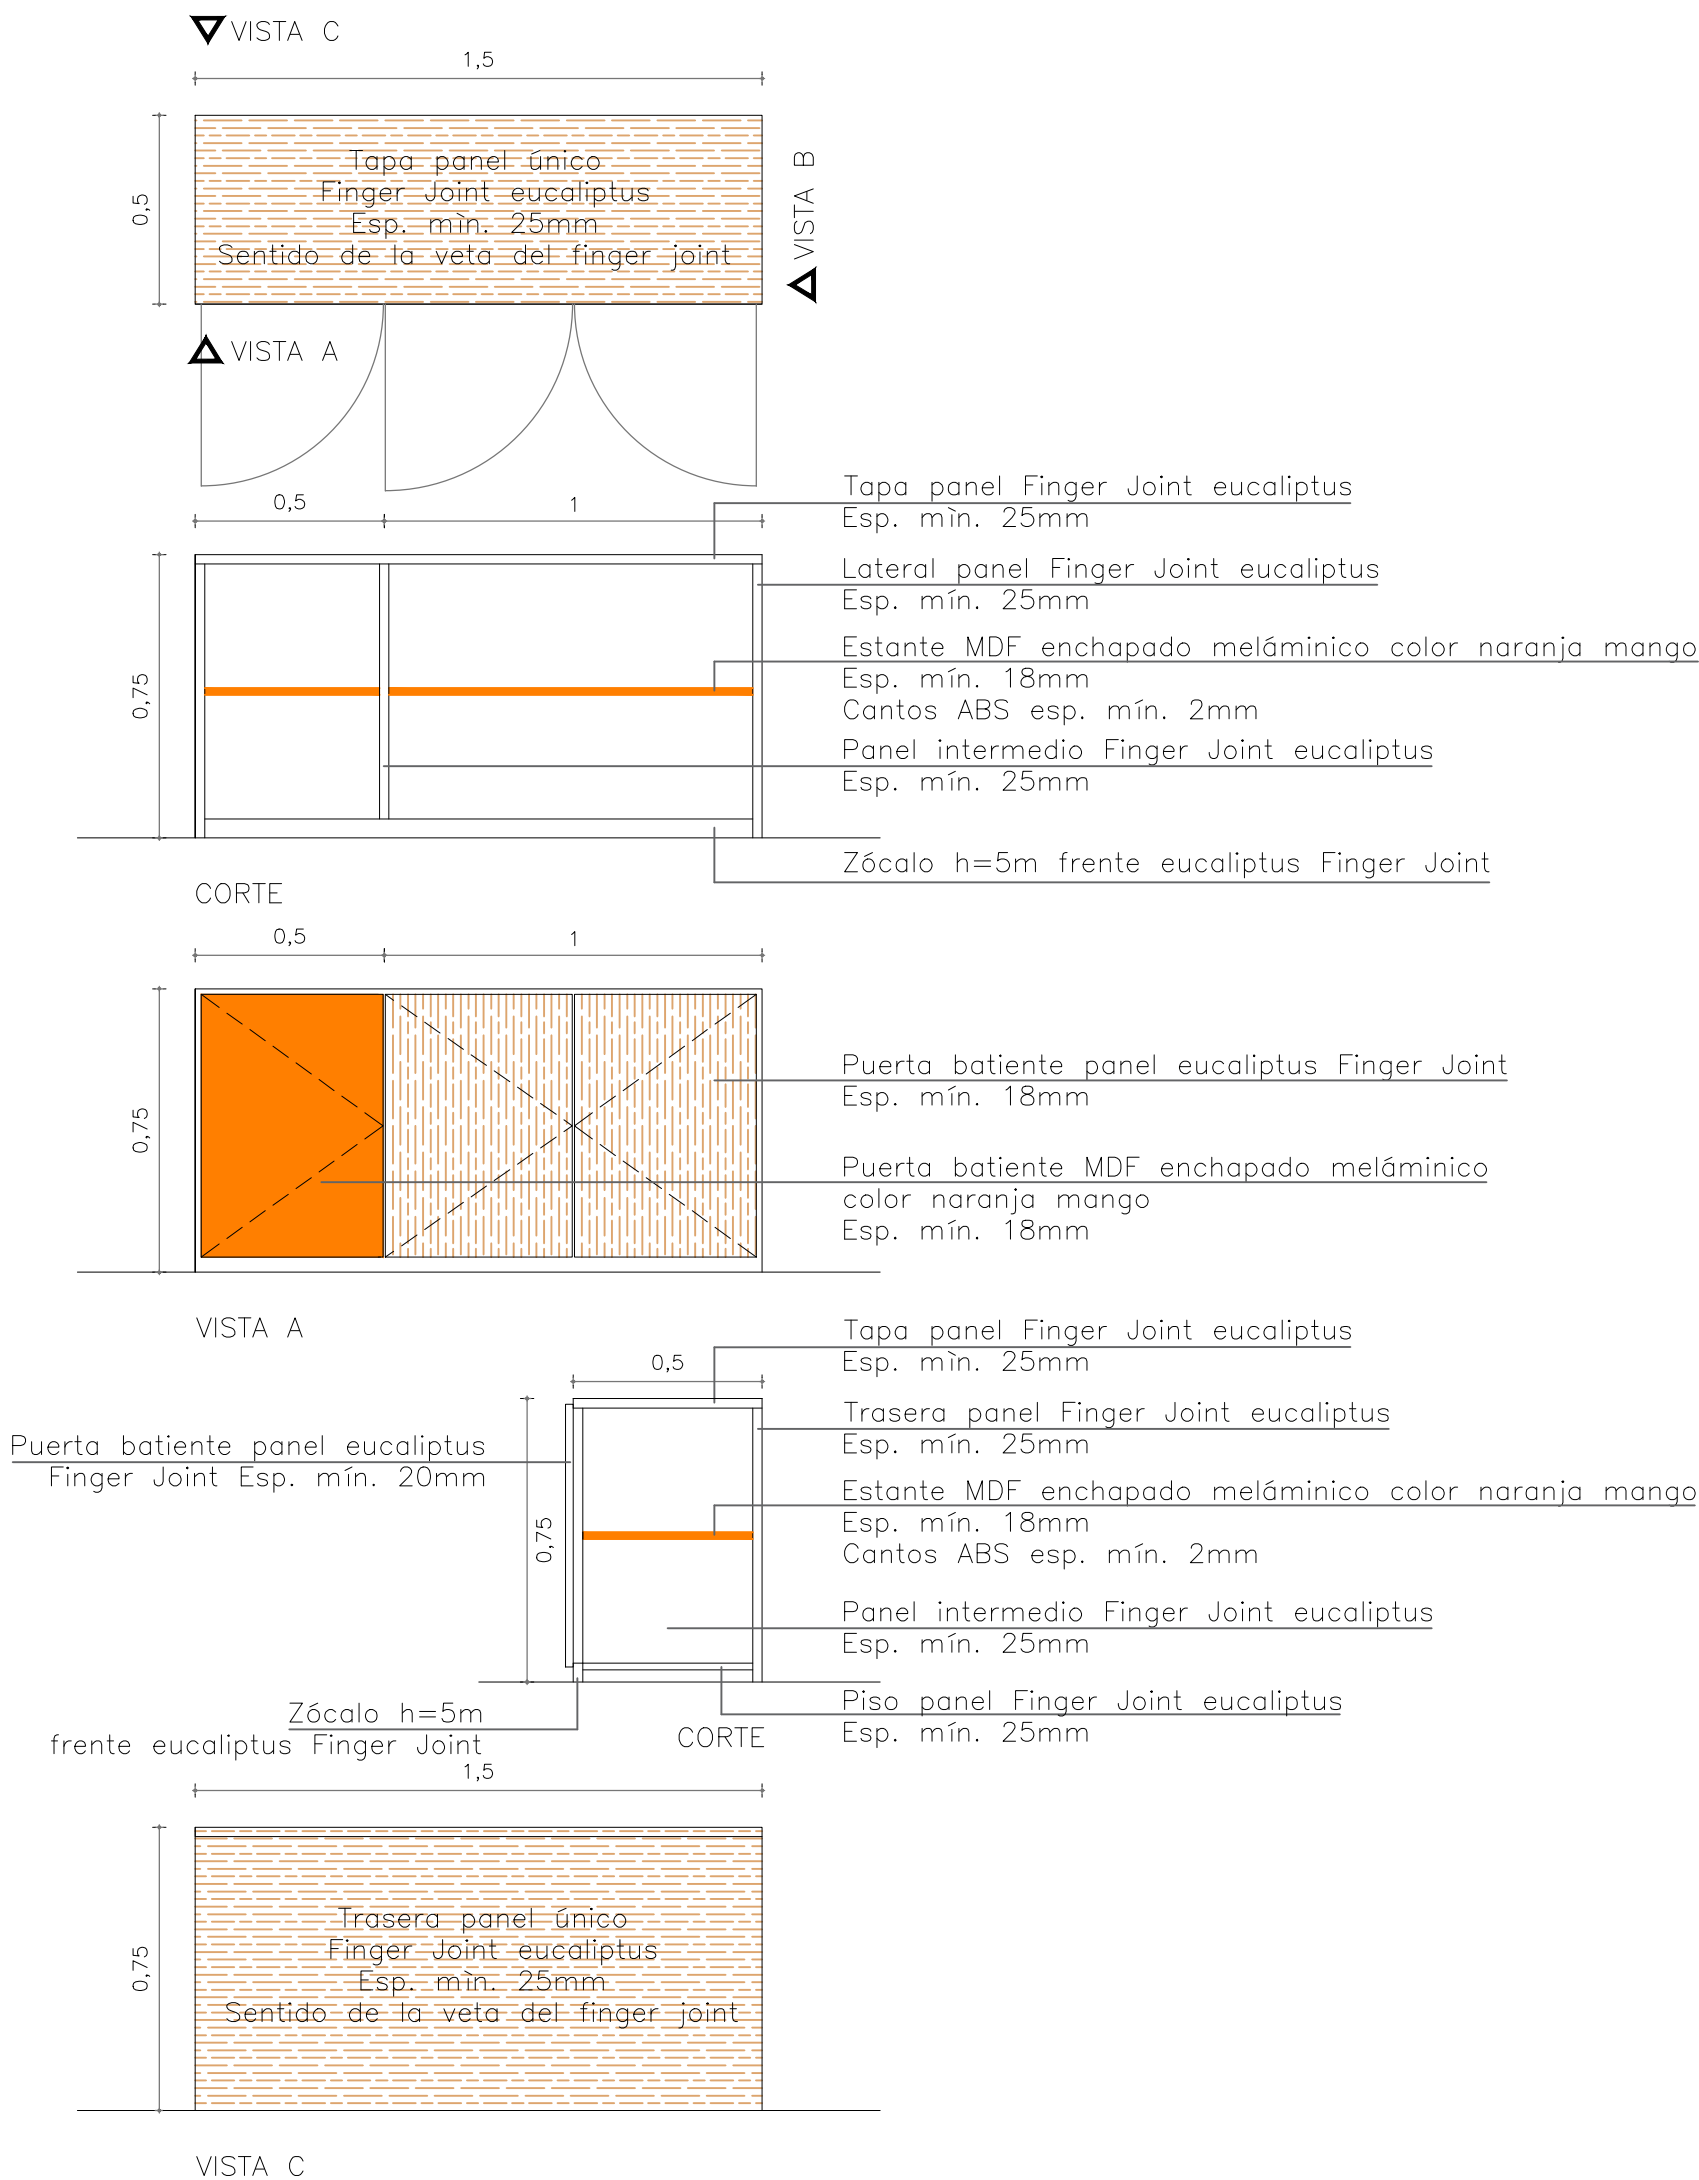 VISTA C
1,5
0,5
Tapa panel único
Finger Joint eucaliptus
Esp. mìn. 25mm
Sentido de la veta del finger joint
VISTA B
VISTA A
0,5
1
0,75
Tapa panel Finger Joint eucaliptus
Esp. mìn. 25mm
Lateral panel Finger Joint eucaliptus
Esp. mín. 25mm
Estante MDF enchapado meláminico color naranja mango
Esp. mín. 18mm
Cantos ABS esp. mín. 2mm
Panel intermedio Finger Joint eucaliptus
Esp. mín. 25mm
Zócalo h=5m frente eucaliptus Finger Joint
CORTE
0,5
1
0,75
Puerta batiente panel eucaliptus Finger Joint
Esp. mín. 18mm
Puerta batiente MDF enchapado meláminico
color naranja mango
Esp. mín. 18mm
VISTA A
0,5
0,75
Tapa panel Finger Joint eucaliptus
Esp. mìn. 25mm
Trasera panel Finger Joint eucaliptus
Esp. mín. 25mm
Puerta batiente panel eucaliptus
Finger Joint Esp. mín. 20mm
Estante MDF enchapado meláminico color naranja mango
Esp. mín. 18mm
Cantos ABS esp. mín. 2mm
Panel intermedio Finger Joint eucaliptus
Esp. mín. 25mm
Piso panel Finger Joint eucaliptus
Esp. mín. 25mm
Zócalo h=5m
frente eucaliptus Finger Joint
CORTE
1,5
0,75
Trasera panel único
Finger Joint eucaliptus
Esp. mìn. 25mm
Sentido de la veta del finger joint
VISTA C